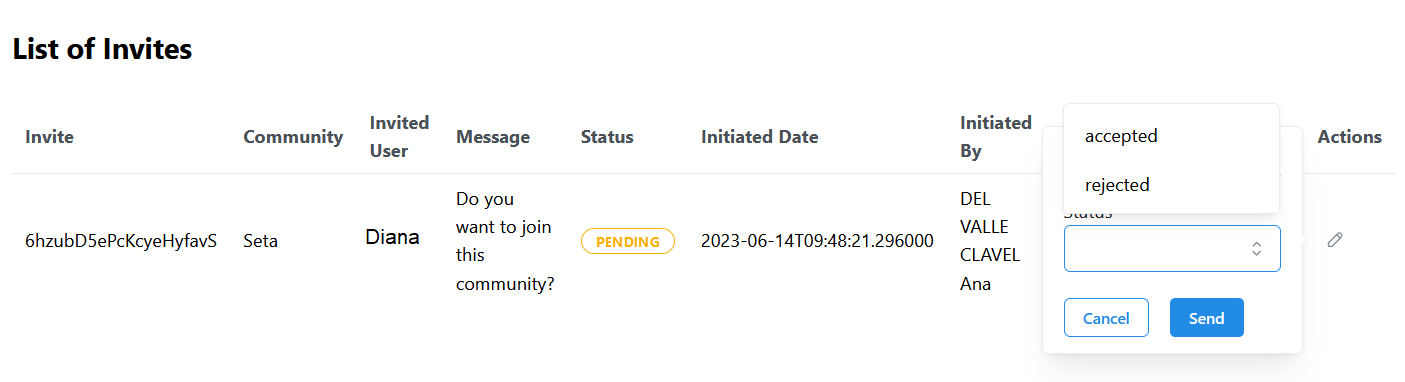 List of Invites
Invite
Community
Invited
User
Message
Status
Initiated Date
Initiated
By
Actions
6hzubD5ePcKcyeHyfavS
Seta
Diana
Do you
want to join
this
community?
PENDING
2023-06-14T09:48:21.296000
DEL
VALLE
CLAVEL
Ana
accepted
rejected
Status
Cancel
Send